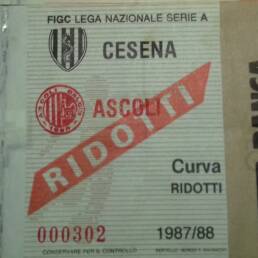 FIGC LEGA NAZIONALE SERIE A
CESENA
ASCOLI
RIDOTTI
Curva
RIDOTTI
000302
1987/88
CONSERVARE PER IL CONTROLLO